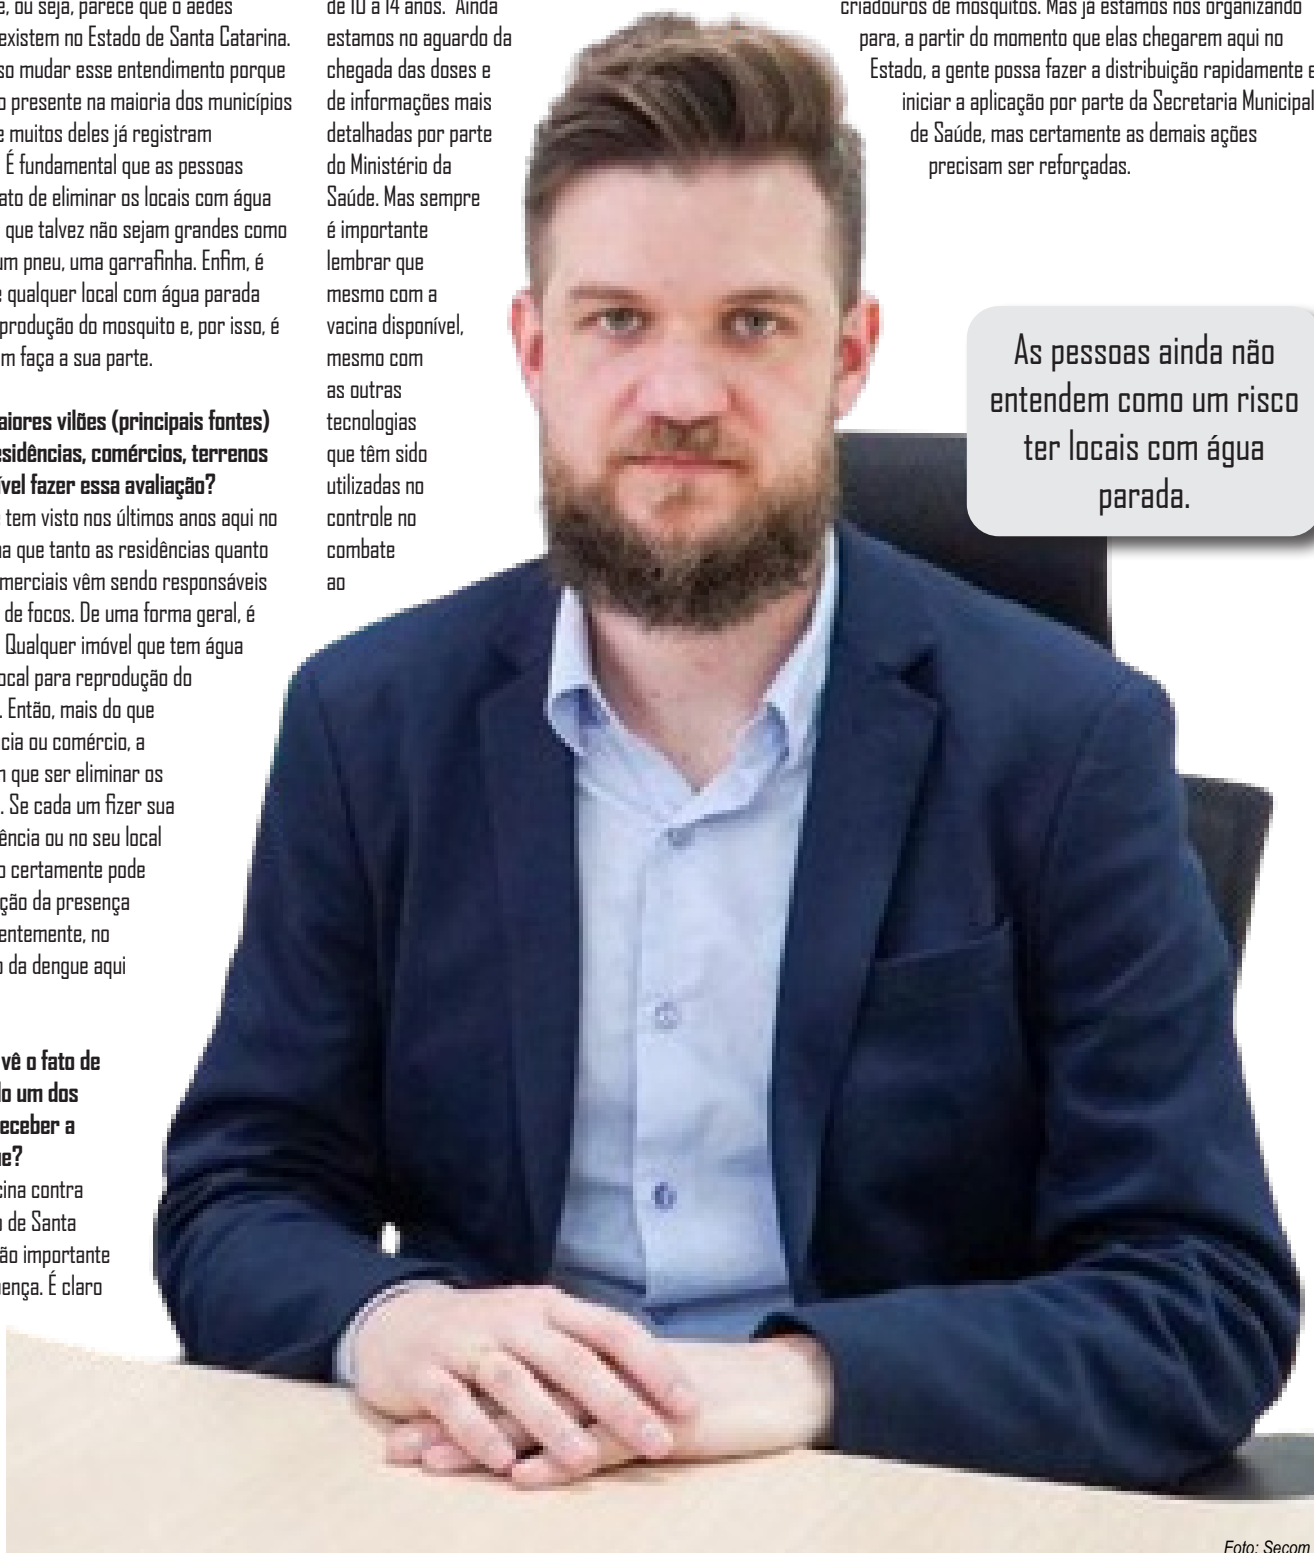 e, ou seja, parece que o aedes
existem no Estado de Santa Catarina.
so mudar esse entendimento porque
o presente na maioria dos municípios
e muitos deles já registram
É fundamental que as pessoas
ato de eliminar os locais com água
que talvez não sejam grandes como
um pneu, uma garrafinha. Enfim, é
e qualquer local com água parada
produção do mosquito e, por isso, é
m faça a sua parte.
aiores vilões (principais fontes)
esidências, comércios, terrenos
ível fazer essa avaliação?
e tem visto nos últimos anos aqui no
na que tanto as residências quanto
merciais vêm sendo responsáveis
de focos. De uma forma geral, é
Qualquer imóvel que tem água
ocal para reprodução do
. Então, mais do que
cia ou comércio, a
m que ser eliminar os
. Se cada um fizer sua
ência ou no seu local
o certamente pode
ção da presença
entemente, no
o da dengue aqui
vê o fato de
do um dos
eceber a
ue?
cina contra
o de Santa
ão importante
ença. É claro
de 10 a 14 anos. Ainda
estamos no aguardo da
chegada das doses e
de informações mais
detalhadas por parte
do Ministério da
Saúde. Mas sempre
é importante
lembrar que
mesmo com a
vacina disponível,
mesmo com
as outras
tecnologias
que têm sido
utilizadas no
controle no
combate
ao
criadouros de mosquitos. Mas já estamos nos organizando
para, a partir do momento que elas chegarem aqui no
Estado, a gente possa fazer a distribuição rapidamente e
iniciar a aplicação por parte da Secretaria Municipal
de Saúde, mas certamente as demais ações
precisam ser reforçadas.
As pessoas ainda não
entendem como um risco
ter locais com água
parada.
Foto: Secom